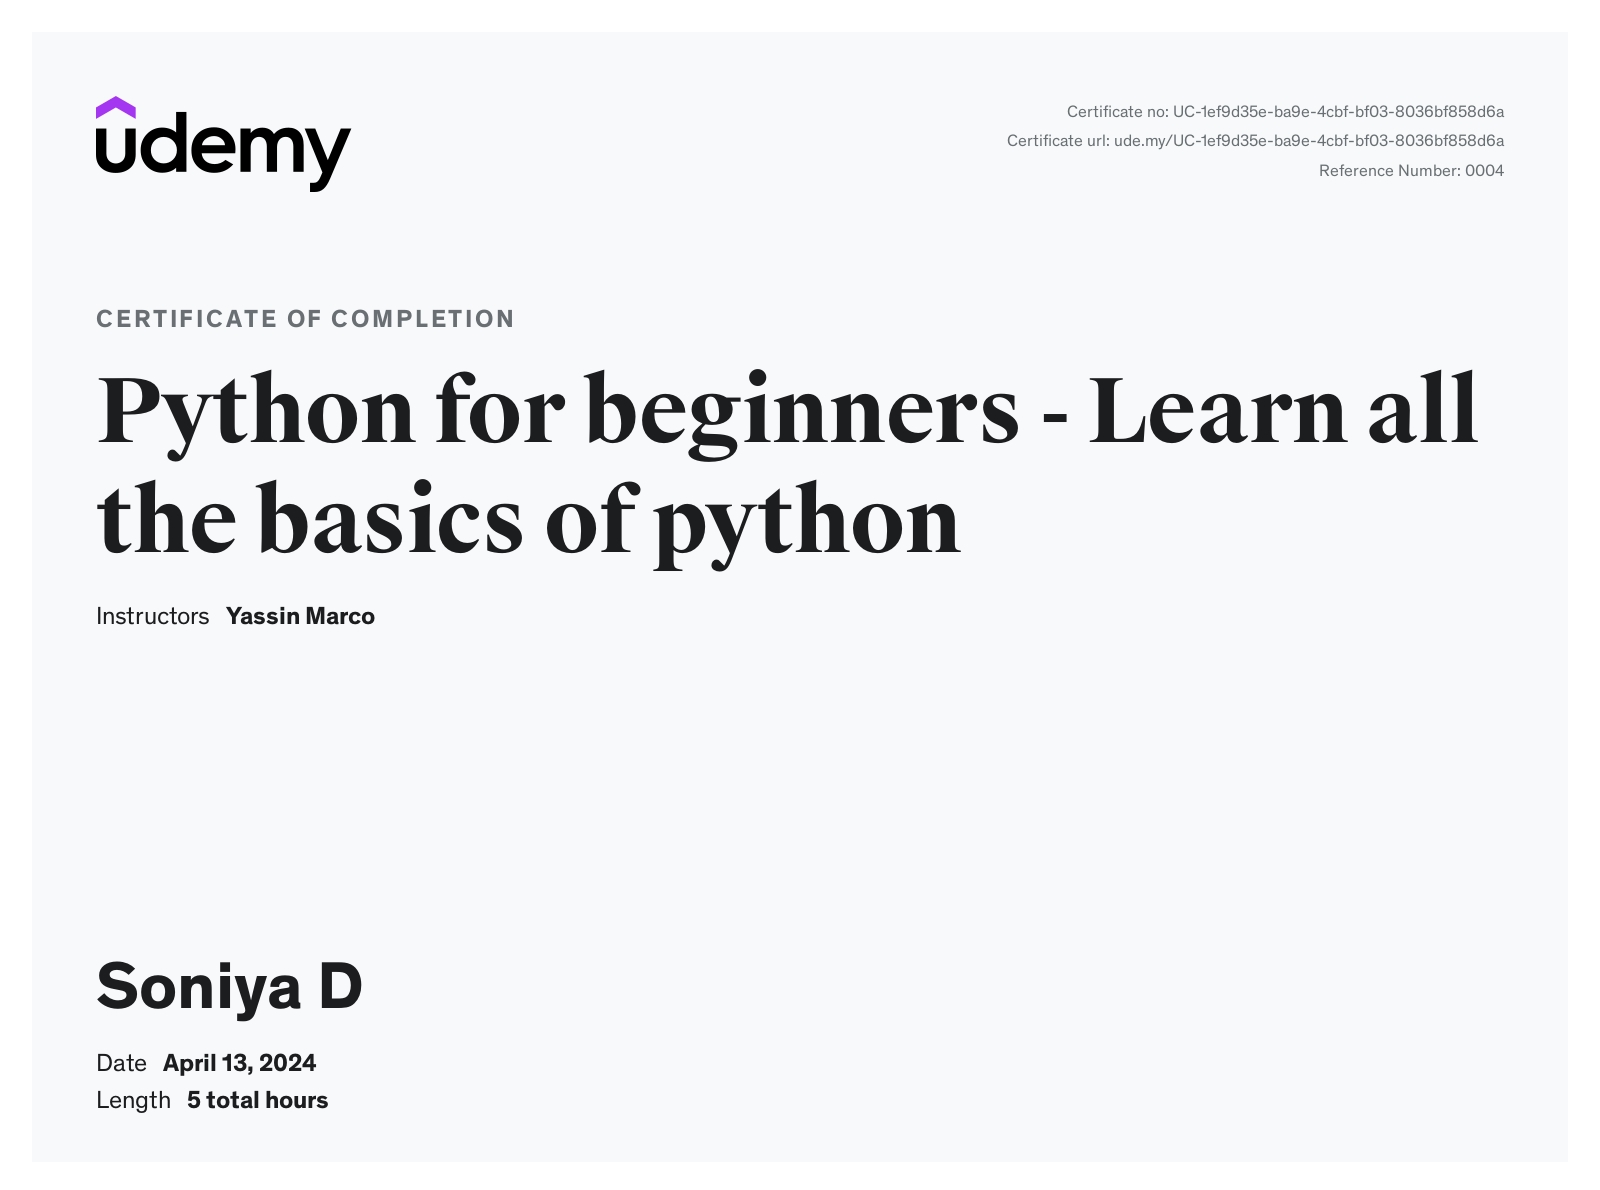 udemy
Certificate no: UC-1ef9d35e-ba9e-4cbf-bf03-8036bf858d6a
Certificate url: ude.my/UC-1ef9d35e-ba9e-4cbf-bf03-8036bf858d6a
Reference Number: 0004
CERTIFICATE OF COMPLETION
Python for beginners - Learn all
the basics of python
Instructors Yassin Marco
Soniya D
Date April 13, 2024
Length 5 total hours